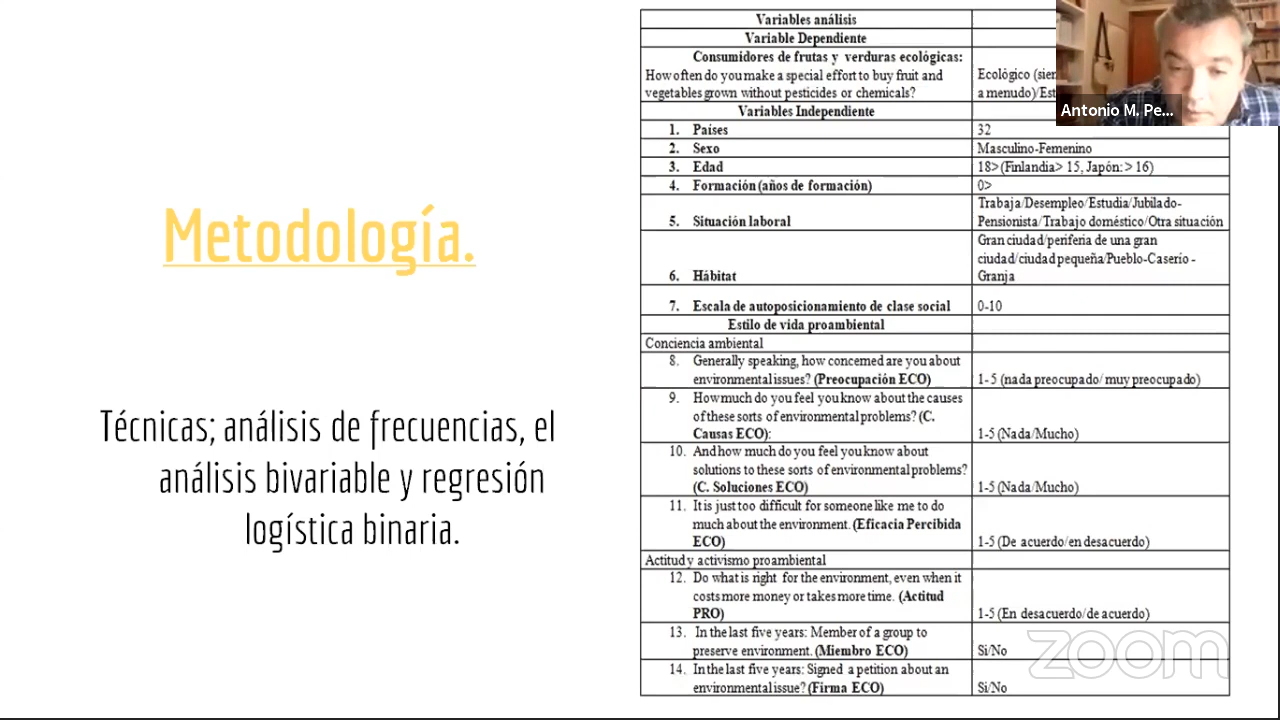 Metodología.
Técnicas; análisis de frecuencias, el
análisis bivariable y regresión
logística binaria.
Variables análisis
Variable Dependiente
Consumidores de frutas y verduras ecológicas:
How often do you make a special effort to buy fruit and
vegetables grown without pesticides or chemicals?
Ecológico
a menudo)
Variables Independiente
1. Países
32
2. Sexo
Masculino-Femenino
3. Edad
18> (Finlandia> 15, Japón: > 16)
4. Formación (años de formación)
0>
5. Situación laboral
Trabaja/Desempleo/Estudia/Jubilado-
Pensionista/Trabajo doméstico/Otra situación
6. Hábitat
Gran ciudad/periferia de una gran
ciudad/ciudad pequeña/Pueblo-Caserío -
Granja
7. Escala de autoposicionamiento de clase social
0-10
Estilo de vida proambiental
Conciencia ambiental
8. Generally speaking, how concerned are you about
environmental issues? (Preocupación ECO)
1-5 (nada preocupado/ muy preocupado)
9. How much do you feel you know about the causes
of these sorts of environmental problems? (C.
Causas ECO):
1-5 (Nada/Mucho)
10. And how much do you feel you know about
solutions to these sorts of environmental problems?
(C. Soluciones ECO)
1-5 (Nada/Mucho)
11. It is just too difficult for someone like me to do
much about the environment. (Eficacia Percibida
ECO)
1-5 (De acuerdo/en desacuerdo)
Actitud y activismo proambiental
12. Do what is right for the environment, even when it
costs more money or takes more time. (Actitud
PRO)
1-5 (En desacuerdo/de acuerdo)
13. In the last five years: Member of a group to
preserve environment. (Miembro ECO)
Si/No
14. In the last five years: Signed a petition about an
environmental issue? (Firma ECO)
Si/No
Antonio M. Pe...
zoom